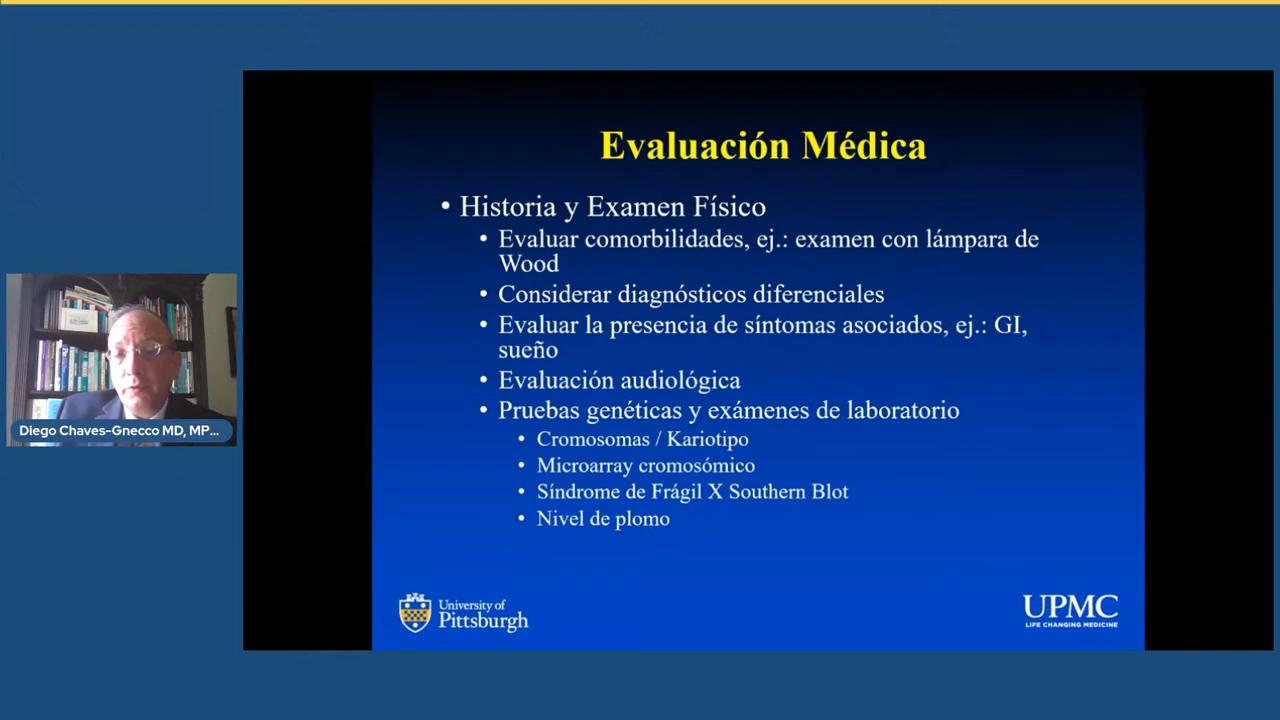 Evaluación Médica
• Historia y Examen Físico
• Evaluar comorbilidades, ej.: examen con lámpara de
Wood
• Considerar diagnósticos diferenciales
• Evaluar la presencia de síntomas asociados, ej.: GI,
sueño
• Evaluación audiológica
• Pruebas genéticas y exámenes de laboratorio
• Cromosomas / Kariotipo
• Microarray cromosómico
• Síndrome de Frágil X Southern Blot
• Nivel de plomo
Diego Chaves-Gnecco MD, MP...
University of
Pittsburgh
UPMC
LIFE CHANGING MEDICINE